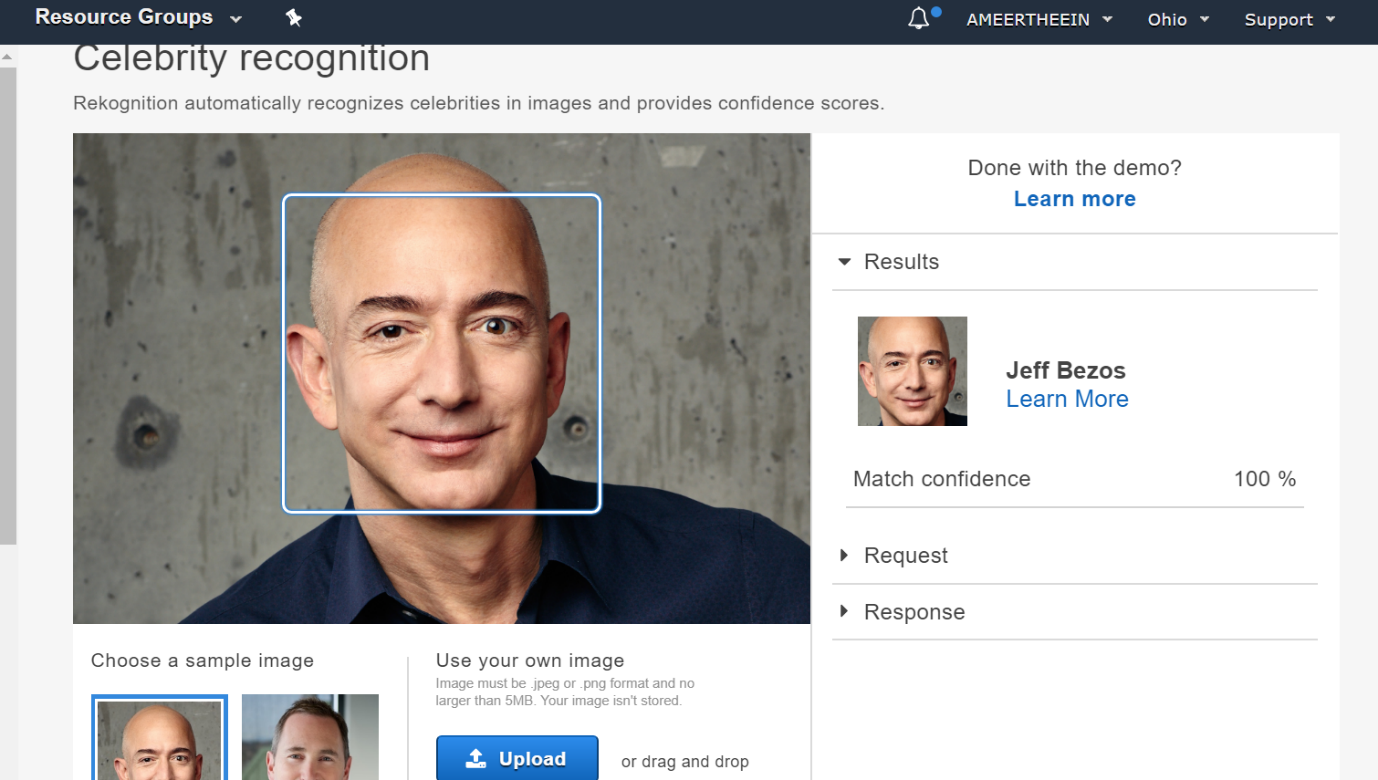 Resource Groups
AMEERTHEEIN
Ohio
Support
Celebrity recognition
Rekognition automatically recognizes celebrities in images and provides confidence scores.
Done with the demo?
Learn more
Results
Jeff Bezos
Learn More
Match confidence 100 %
Request
Response
Choose a sample image
Use your own image
Image must be .jpeg or .png format and no
larger than 5MB. Your image isn't stored.
Upload
or drag and drop